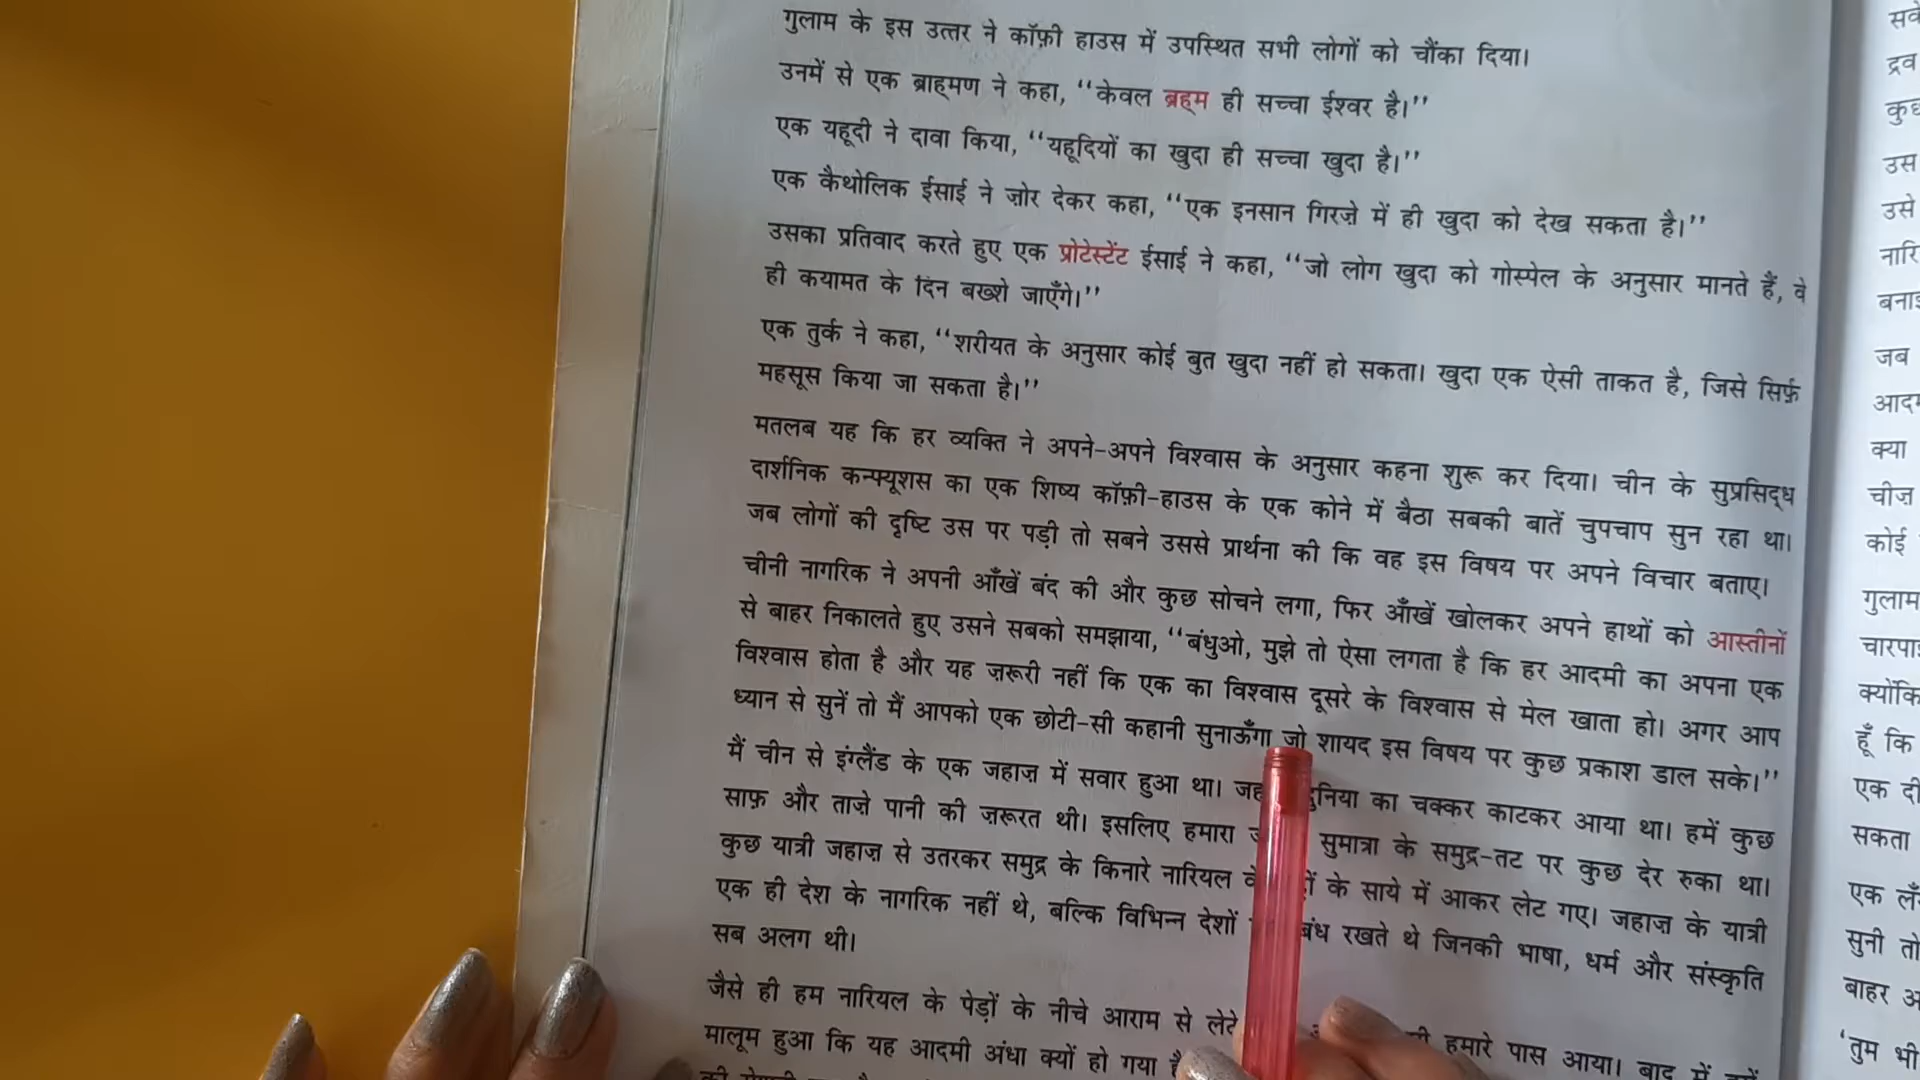 गुलाम के इस उत्तर ने कॉफ़ी हाउस में उपस्थित सभी लोगों को चौंका दिया।
उनमें से एक ब्राह्मण ने कहा, ‘‘केवल ब्रह्म ही सच्चा ईश्वर है।’’
एक यहूदी ने दावा किया, ‘‘यहूदियों का खुदा ही सच्चा खुदा है।’’
एक कैथोलिक ईसाई ने ज़ोर देकर कहा, ‘‘एक इनसान गिरज़े में ही खुदा को देख सकता है।’’
उसका प्रतिवाद करते हुए एक प्रोटेस्टेंट ईसाई ने कहा, ‘‘जो लोग खुदा को गोस्पेल के अनुसार मानते हैं, वे
ही कयामत के दिन बख्शे जाएँगे।’’
एक तुर्क ने कहा, ‘‘शरीयत के अनुसार कोई बुत खुदा नहीं हो सकता। खुदा एक ऐसी ताकत है, जिसे सिर्फ़
महसूस किया जा सकता है।’’
मतलब यह कि हर व्यक्ति ने अपने-अपने विश्वास के अनुसार कहना शुरू कर दिया। चीन के सुप्रसिद्ध
दार्शनिक कन्फ्यूशस का एक शिष्य कॉफ़ी-हाउस के एक कोने में बैठा सबकी बातें चुपचाप सुन रहा था।
जब लोगों की दृष्टि उस पर पड़ी तो सबने उससे प्रार्थना की कि वह इस विषय पर अपने विचार बताए।
चीनी नागरिक ने अपनी आँखें बंद की और कुछ सोचने लगा, फिर आँखें खोलकर अपने हाथों को आस्तीनों
से बाहर निकालते हुए उसने सबको समझाया, ‘‘बंधुओ, मुझे तो ऐसा लगता है कि हर आदमी का अपना एक
विश्वास होता है और यह ज़रूरी नहीं कि एक का विश्वास दूसरे के विश्वास से मेल खाता हो। अगर आप
ध्यान से सुनें तो मैं आपको एक छोटी-सी कहानी सुनाऊँगा जो शायद इस विषय पर कुछ प्रकाश डाल सके।’’
मैं चीन से इंग्लैंड के एक जहाज़ में सवार हुआ था। दुनिया का चक्कर काटकर आया था। हमें कुछ
साफ़ और ताज़े पानी की ज़रूरत थी। इसलिए हमारा सुमात्रा के समुद्र-तट पर कुछ देर रुका था।
कुछ यात्री जहाज़ से उतरकर समुद्र के किनारे नारियल के साये में आकर लेट गए। जहाज़ के यात्री
एक ही देश के नागरिक नहीं थे, बल्कि विभिन्न देशों रखते थे जिनकी भाषा, धर्म और संस्कृति
सब अलग थी।
जैसे ही हम नारियल के पेड़ों के नीचे आराम से लेटे हमारे पास आया। बाद में
मालूम हुआ कि यह आदमी अंधा क्यों हो गया
द्रव
उस
उसे
जब
क्या
चीज़
कोई
गुलाम
हूँ कि
एक
सकता
एक
सुनी तो
बाहर
‘तुम भी